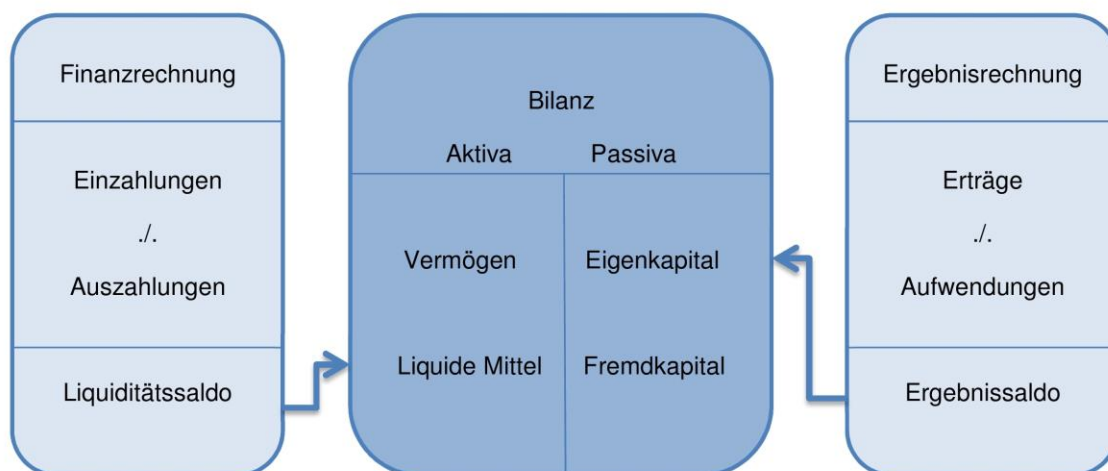 Finanzrechnung
Einzahlungen
./.
Auszahlungen
Liquiditätssaldo
Bilanz
Aktiva Passiva
Vermögen Eigenkapital
Liquide Mittel Fremdkapital
Ergebnisrechnung
Erträge
./.
Aufwendungen
Ergebnissaldo